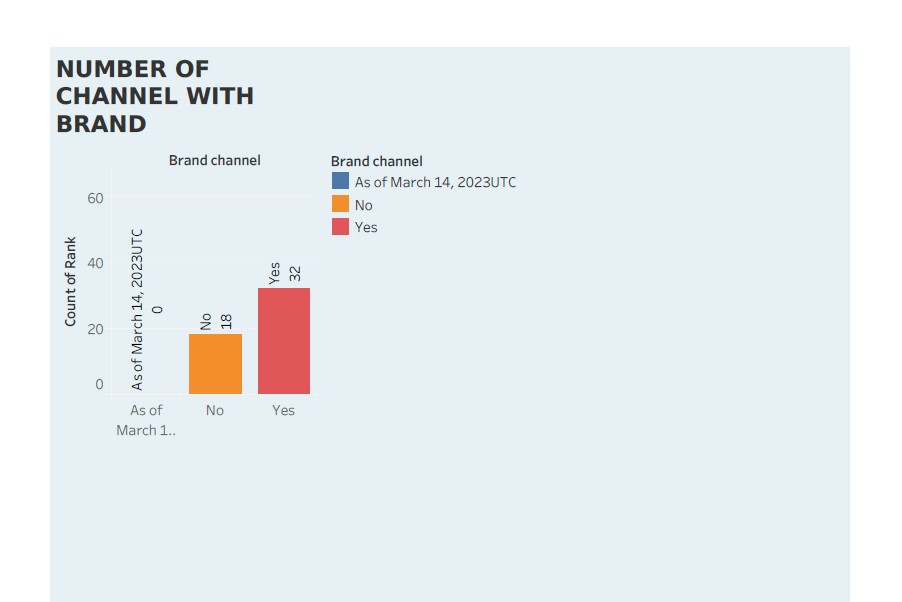 NUMBER OF
CHANNEL WITH
BRAND
Brand channel
Count of Rank
60
40
20
0
As of March 14, 2023UTC
0
No
18
Yes
32
As of
March 1..
No
Yes
Brand channel
As of March 14, 2023UTC
No
Yes